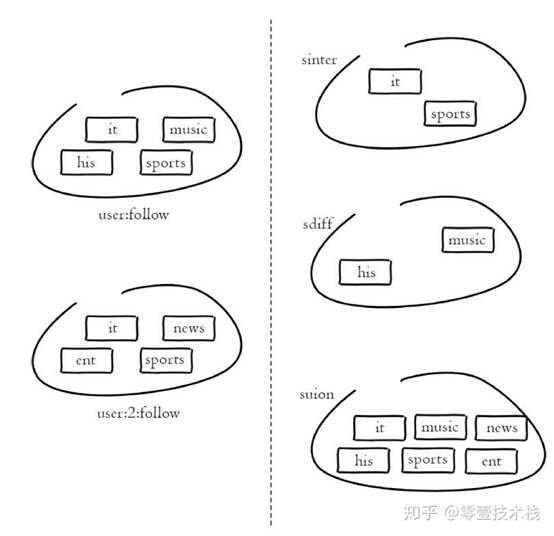 it music
his sports
user:follow
it news
ent sports
user:2:follow
sinter
it
sports
sdiff
music
his
suion
it music news
his sports ent
知乎 @零壹技术栈